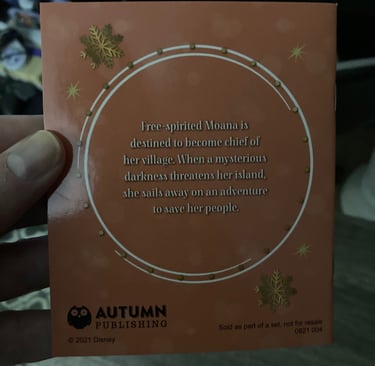 Free-spirited Moana is
destined to become chief of
her village. When a mysterious
darkness threatens her island,
she sails away on an adventure
to save her people.
AUTUMN
PUBLISHING
© 2021 Disney
Sold as part of a set, not for resale
0821 004